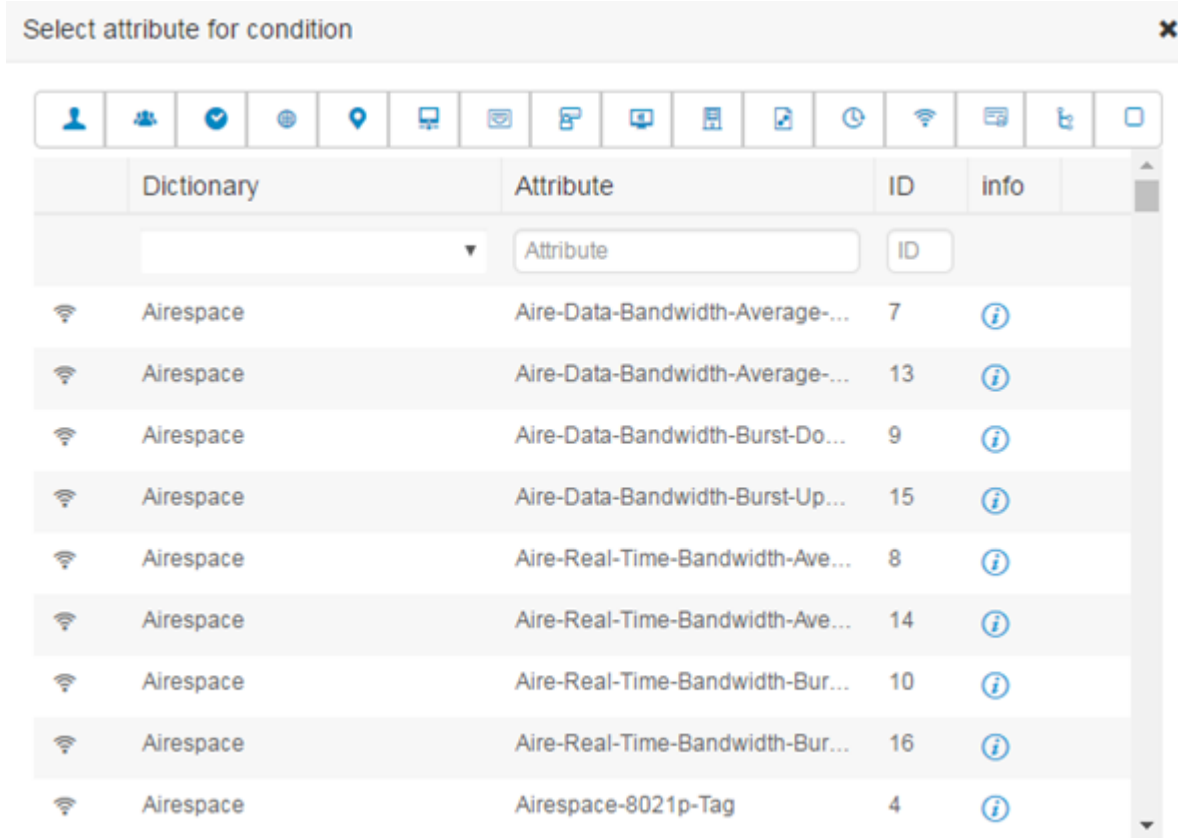 Select attribute for condition
Dictionary Attribute ID info
Attribute ID
Airespace Aire-Data-Bandwidth-Average-... 7
Airespace Aire-Data-Bandwidth-Average-... 13
Airespace Aire-Data-Bandwidth-Burst-Do... 9
Airespace Aire-Data-Bandwidth-Burst-Up... 15
Airespace Aire-Real-Time-Bandwidth-Ave... 8
Airespace Aire-Real-Time-Bandwidth-Ave... 14
Airespace Aire-Real-Time-Bandwidth-Bur... 10
Airespace Aire-Real-Time-Bandwidth-Bur... 16
Airespace Airespace-8021p-Tag 4